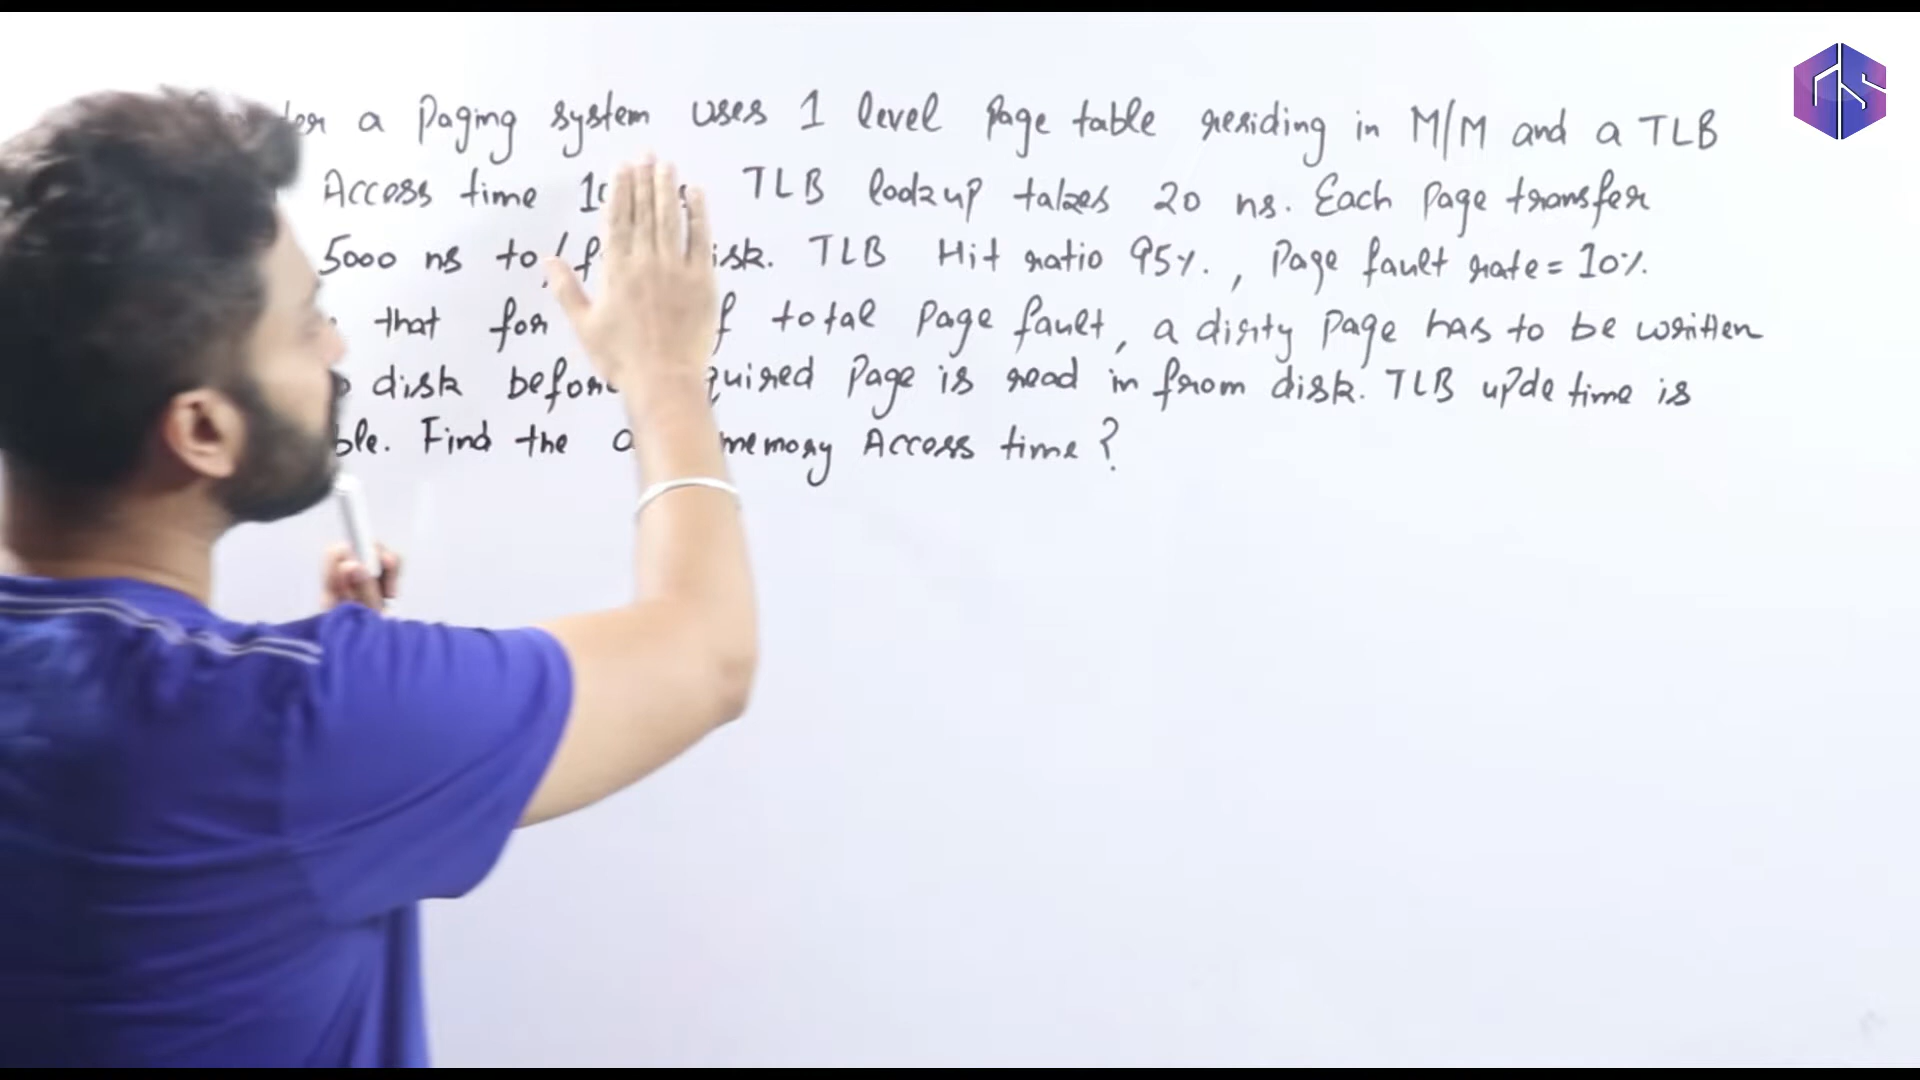 a Paging system uses 1 level Page table residing in M/M and a TLB
Access time TLB lookup takes 20 ns. Each Page transfer
5000 ns to/ TLB Hit ratio 95%., Page fault rate = 10%.
that for total Page fault, a dirty Page has to be written
disk before Page is read in from disk. TLB upde time is
Find the memory Access time?